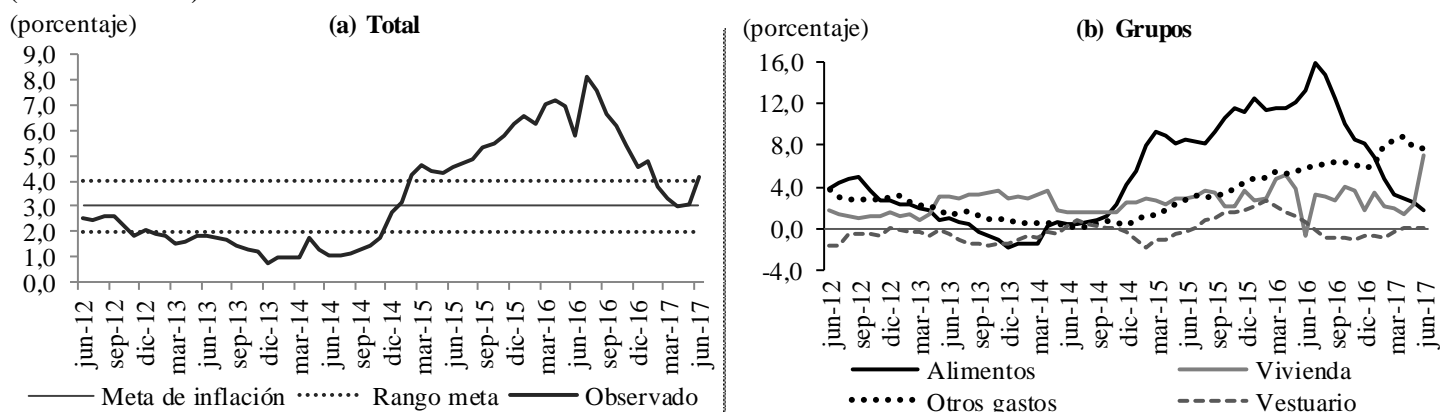 (porcentaje)
(a) Total
9,0
8,0
7,0
6,0
5,0
4,0
3,0
2,0
1,0
0,0
jun-12
sep-12
dic-12
mar-13
jun-13
sep-13
dic-13
mar-14
jun-14
sep-14
dic-14
mar-15
jun-15
sep-15
dic-15
mar-16
jun-16
sep-16
dic-16
mar-17
jun-17
Meta de inflación Rango meta Observado
(porcentaje)
(b) Grupos
16,0
12,0
8,0
4,0
0,0
-4,0
jun-12
sep-12
dic-12
mar-13
jun-13
sep-13
dic-13
mar-14
jun-14
sep-14
dic-14
mar-15
jun-15
sep-15
dic-15
mar-16
jun-16
sep-16
dic-16
mar-17
jun-17
Alimentos Vivienda
Otros gastos Vestuario